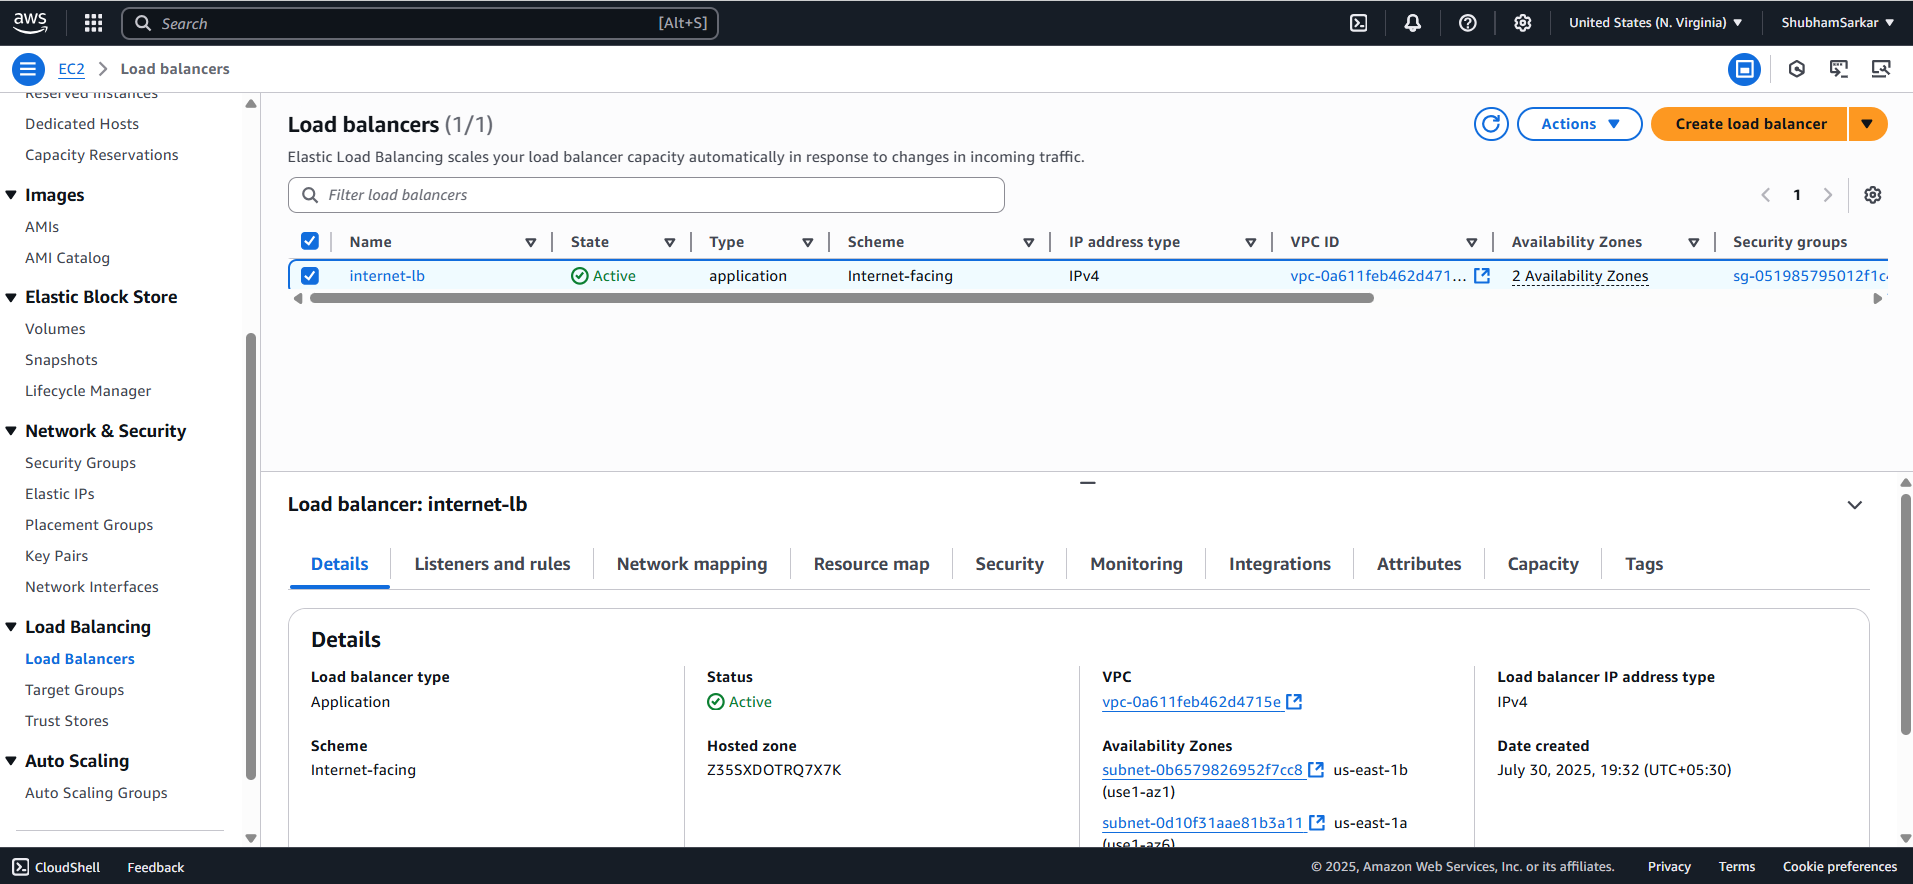 aws
Search [Alt+S]
United States (N. Virginia)
ShubhamSarkar
EC2 > Load balancers
Reserved Instances
Dedicated Hosts
Capacity Reservations
Images
AMIs
AMI Catalog
Elastic Block Store
Volumes
Snapshots
Lifecycle Manager
Network & Security
Security Groups
Elastic IPs
Placement Groups
Key Pairs
Network Interfaces
Load Balancing
Load Balancers
Target Groups
Trust Stores
Auto Scaling
Auto Scaling Groups
Load balancers (1/1)
Actions
Create load balancer
Elastic Load Balancing scales your load balancer capacity automatically in response to changes in incoming traffic.
Filter load balancers
1
Name State Type Scheme IP address type VPC ID Availability Zones Security groups
internet-lb Active application Internet-facing IPv4 vpc-0a611feb462d471... 2 Availability Zones sg-051985795012f1c
Load balancer: internet-lb
Details Listeners and rules Network mapping Resource map Security Monitoring Integrations Attributes Capacity Tags
Details
Load balancer type
Application
Scheme
Internet-facing
Status
Active
Hosted zone
Z35SXDOTRQ7X7K
VPC
vpc-0a611feb462d4715e
Availability Zones
subnet-0b6579826952f7cc8 us-east-1b
(use1-az1)
subnet-0d10f31aae81b3a11 us-east-1a
(use1-az6)
Load balancer IP address type
IPv4
Date created
July 30, 2025, 19:32 (UTC+05:30)
CloudShell
Feedback
© 2025, Amazon Web Services, Inc. or its affiliates.
Privacy
Terms
Cookie preferences